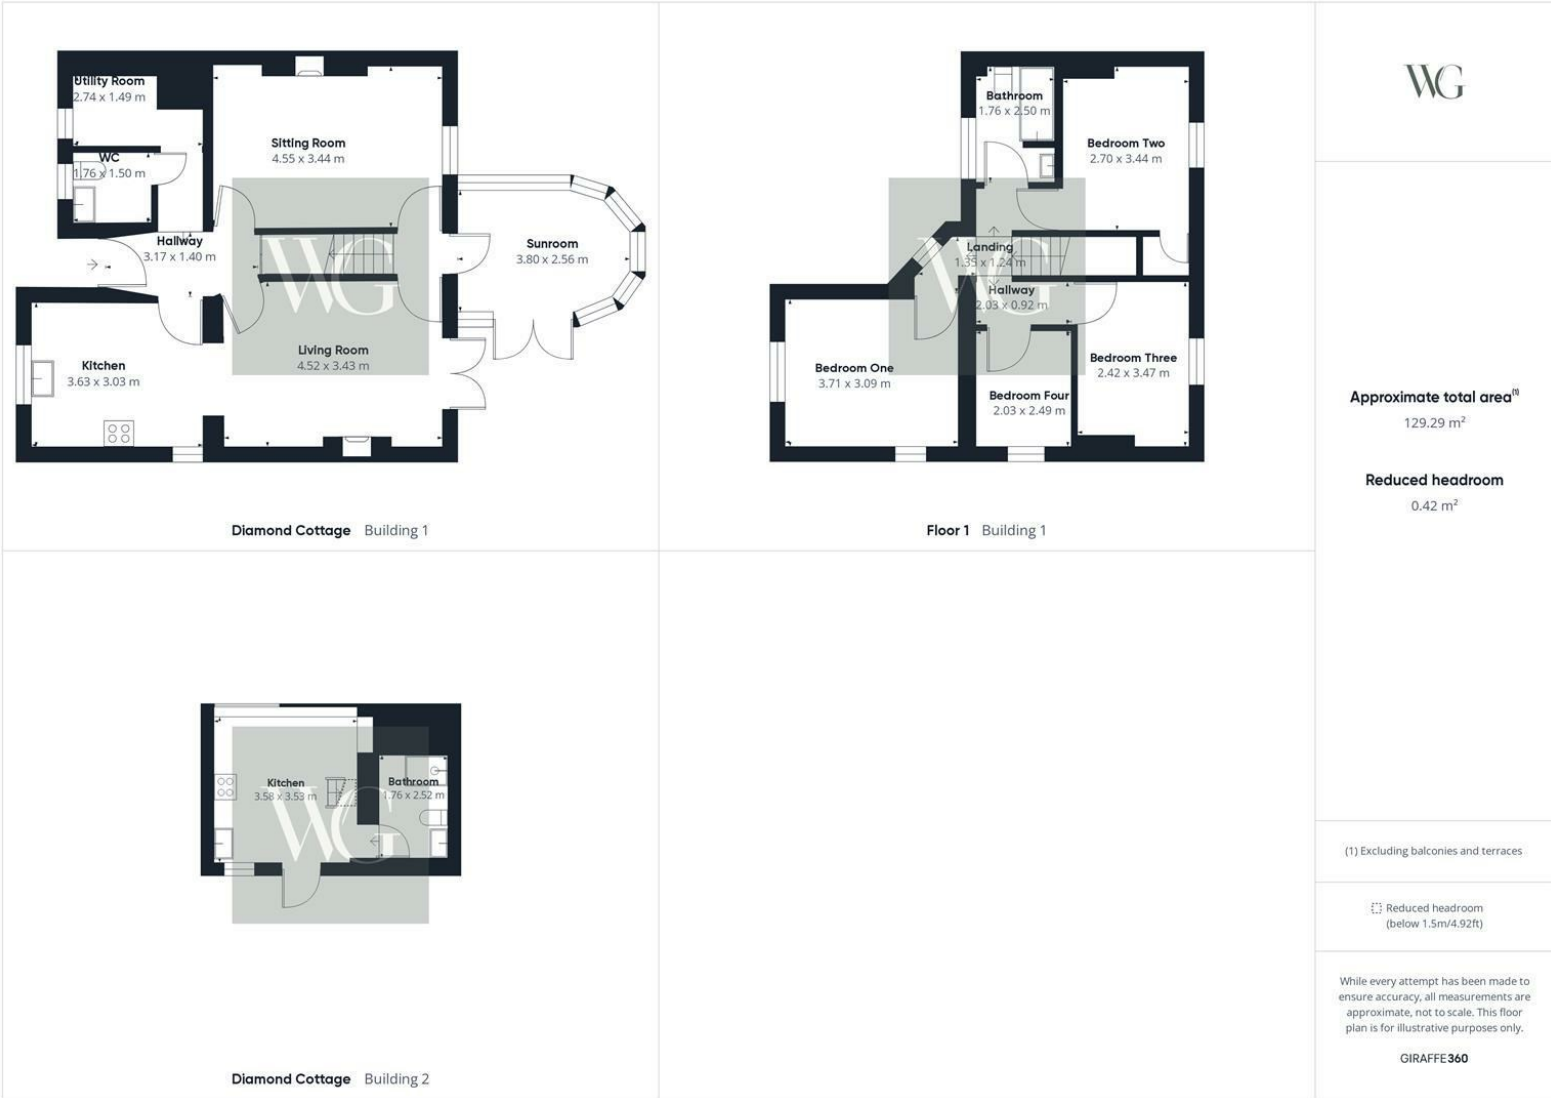 Utility Room
2.74 x 1.49 m
WC
1.76 x 1.50 m
Sitting Room
4.55 x 3.44 m
Hallway
3.17 x 1.40 m
Sunroom
3.80 x 2.56 m
Kitchen
3.63 x 3.03 m
Living Room
4.52 x 3.43 m
WG
Diamond Cottage Building 1
Bathroom
1.76 x 2.50 m
Bedroom Two
2.70 x 3.44 m
Landing
1.35 x 1.24 m
Hallway
2.03 x 0.92 m
Bedroom One
3.71 x 3.09 m
Bedroom Three
2.42 x 3.47 m
Bedroom Four
2.03 x 2.49 m
WG
Floor 1 Building 1
Kitchen
3.58 x 3.53 m
Bathroom
1.76 x 2.52 m
WG
Diamond Cottage Building 2
WG
Approximate total area(1)
129.29 m²
Reduced headroom
0.42 m²
(1) Excluding balconies and terraces
Reduced headroom
(below 1.5m/4.92ft)
While every attempt has been made to
ensure accuracy, all measurements are
approximate, not to scale. This floor
plan is for illustrative purposes only.
GIRAFFE360